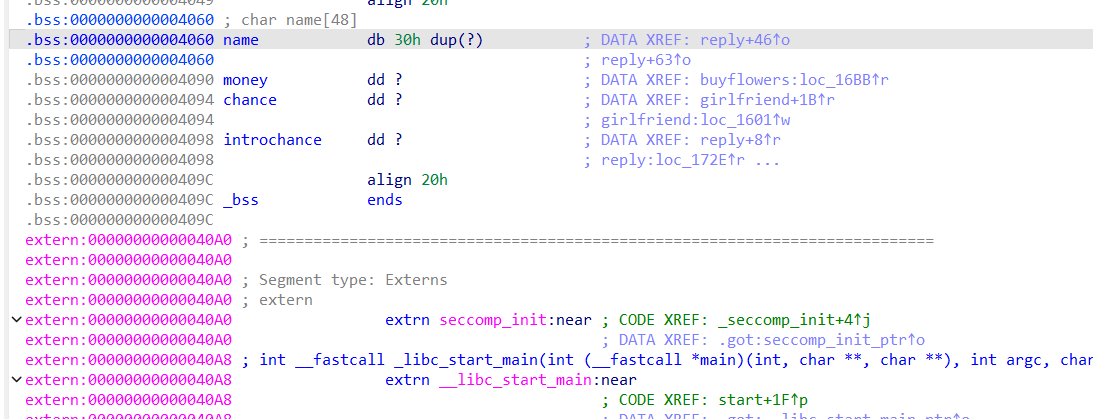 align 20h
.bss:0000000000004060 ; char name[48]
.bss:0000000000004060 name db 30h dup(?) ; DATA XREF: reply+46↑o
.bss:0000000000004060 ; reply+63↑o
.bss:0000000000004090 money dd ? ; DATA XREF: buyflowers:loc_16BB↑r
.bss:0000000000004094 chance dd ? ; DATA XREF: girlfriend+1B↑r
.bss:0000000000004094 ; girlfriend:loc_1601↑w
.bss:0000000000004098 introchance dd ? ; DATA XREF: reply+8↑r
.bss:0000000000004098 ; reply:loc_172E↑r ...
.bss:000000000000409C align 20h
.bss:000000000000409C _bss ends
.bss:000000000000409C
extern:00000000000040A0 ; ===========================================================================
extern:00000000000040A0
extern:00000000000040A0 ; Segment type: Externs
extern:00000000000040A0 ; extern
extern:00000000000040A0 extrn seccomp_init:near ; CODE XREF: _seccomp_init+4↑j
extern:00000000000040A0 ; DATA XREF: .got:seccomp_init_ptr↑o
extern:00000000000040A8 ; int __fastcall _libc_start_main(int (__fastcall *main)(int, char **, char **), int argc, char
extern:00000000000040A8 extrn __libc_start_main:near
extern:00000000000040A8 ; CODE XREF: start+1F↑p